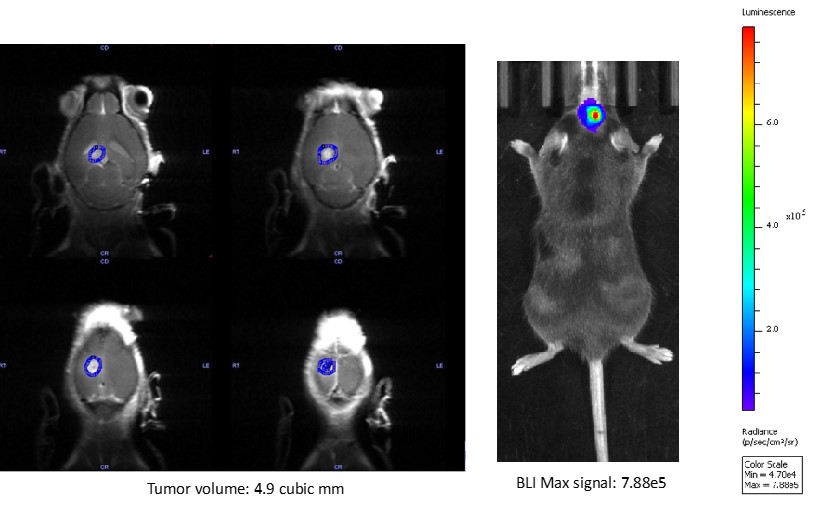 Luminescence
CD
CD
RT
LE
RT
LE
CR
CR
CD
CD
RT
LE
RT
LE
CR
CR
6.0
4.0
x10⁵
2.0
Radiance
(p/sec/cm²/sr)
Color Scale
Min = 4.70e4
Max = 7.88e5
Tumor volume: 4.9 cubic mm
BLI Max signal: 7.88e5